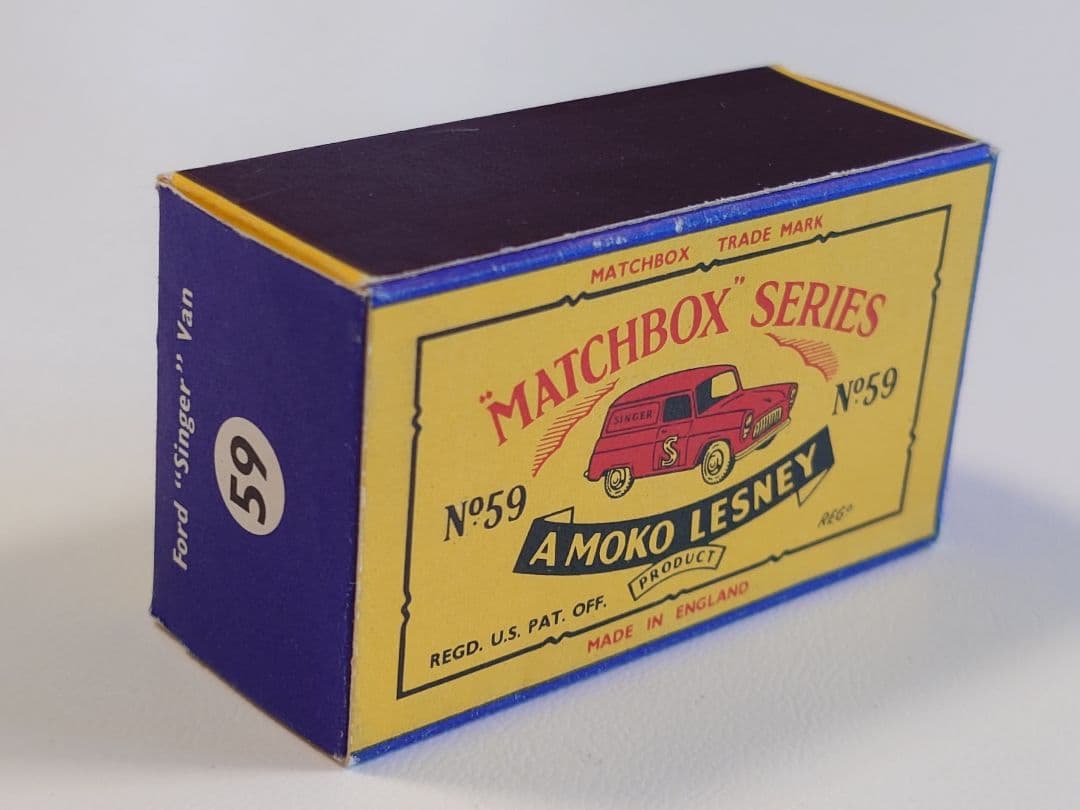 Ford "Singer" Van
59
MATCHBOX TRADE MARK
"MATCHBOX" SERIES
SINGER
S
Nº59
Nº59
A MOKO LESNEY
PRODUCT
REGD
REGD. U.S. PAT. OFF.
MADE IN ENGLAND